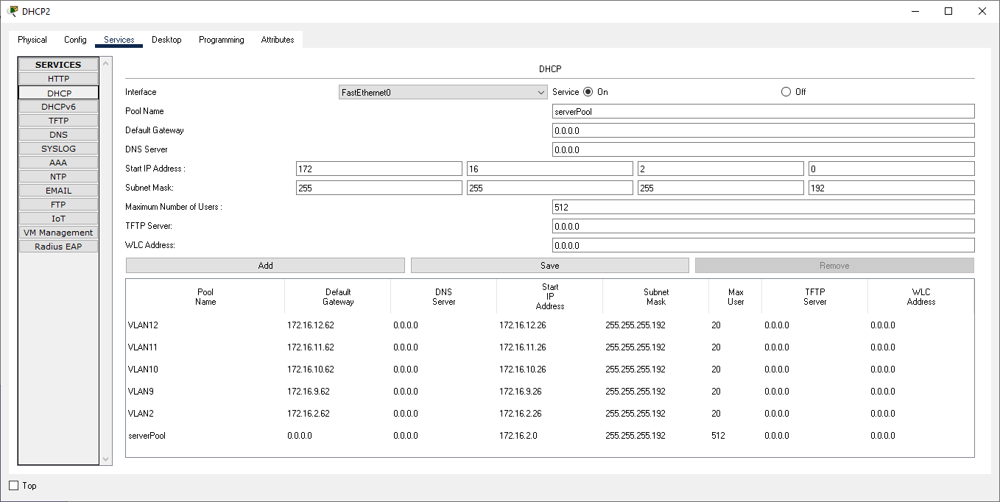 DHCP2
Physical Config Services Desktop Programming Attributes
SERVICES
HTTP
DHCP
DHCPv6
TFTP
DNS
SYSLOG
AAA
NTP
EMAIL
FTP
IoT
VM Management
Radius EAP
DHCP
Interface FastEthernet0 Service On Off
Pool Name serverPool
Default Gateway 0.0.0.0
DNS Server 0.0.0.0
Start IP Address : 172 16 2 0
Subnet Mask: 255 255 255 192
Maximum Number of Users : 512
TFTP Server: 0.0.0.0
WLC Address: 0.0.0.0
Add Save Remove
Pool Name Default Gateway DNS Server Start IP Address Subnet Mask Max User TFTP Server WLC Address
VLAN12 172.16.12.62 0.0.0.0 172.16.12.26 255.255.255.192 20 0.0.0.0 0.0.0.0
VLAN11 172.16.11.62 0.0.0.0 172.16.11.26 255.255.255.192 20 0.0.0.0 0.0.0.0
VLAN10 172.16.10.62 0.0.0.0 172.16.10.26 255.255.255.192 20 0.0.0.0 0.0.0.0
VLAN9 172.16.9.62 0.0.0.0 172.16.9.26 255.255.255.192 20 0.0.0.0 0.0.0.0
VLAN2 172.16.2.62 0.0.0.0 172.16.2.26 255.255.255.192 20 0.0.0.0 0.0.0.0
serverPool 0.0.0.0 0.0.0.0 172.16.2.0 255.255.255.192 512 0.0.0.0 0.0.0.0
Top